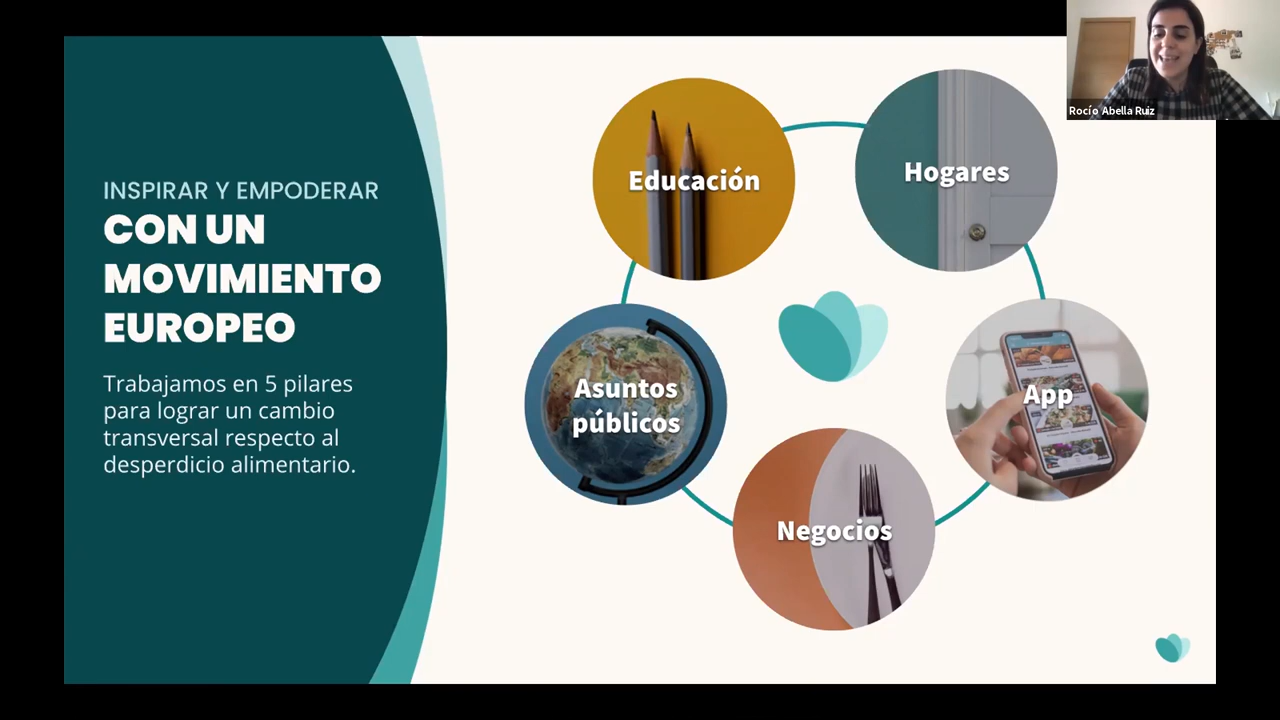 INSPIRAR Y EMPODERAR
CON UN
MOVIMIENTO
EUROPEO
Trabajamos en 5 pilares
para lograr un cambio
transversal respecto al
desperdicio alimentario.
Educación
Hogares
Asuntos
públicos
App
Negocios
Rocío Abella Ruiz